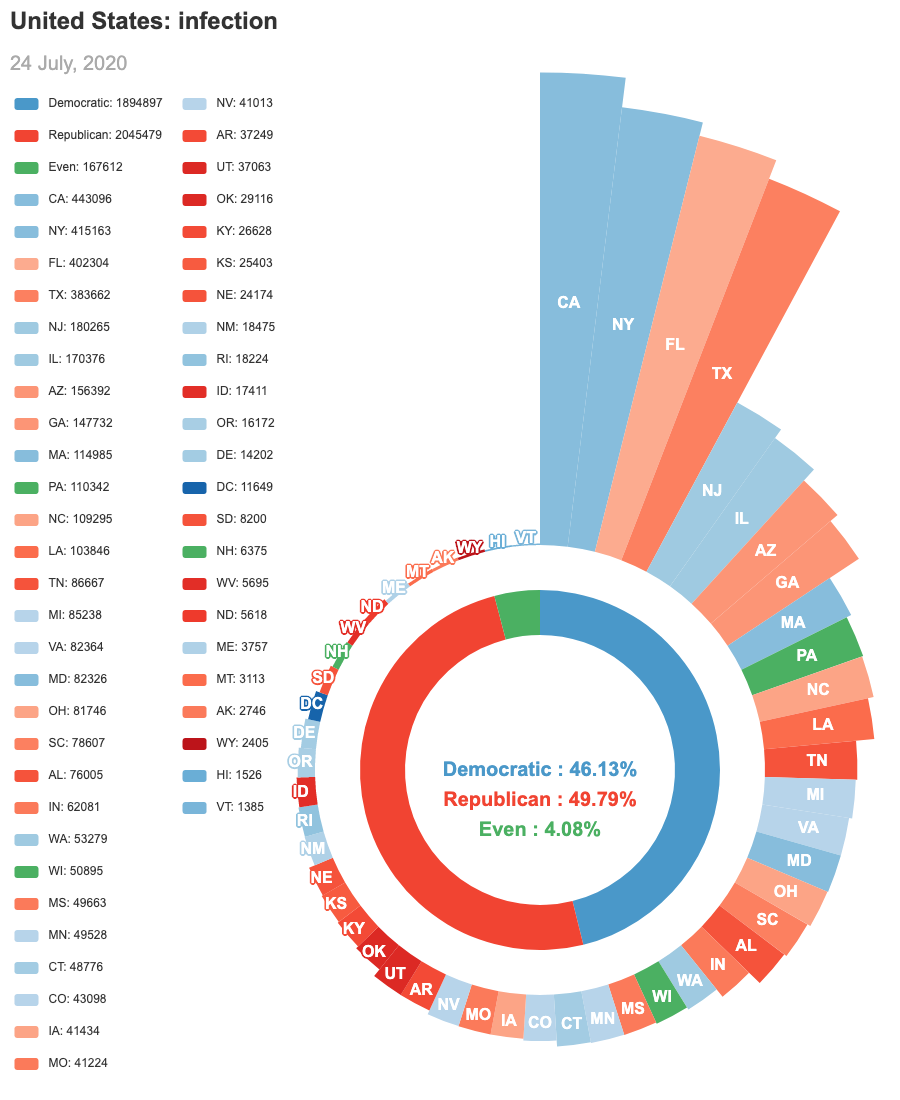 United States: infection
24 July, 2020
Democratic: 1894897
Republican: 2045479
Even: 167612
CA: 443096
NY: 415163
FL: 402304
TX: 383662
NJ: 180265
IL: 170376
AZ: 156392
GA: 147732
MA: 114985
PA: 110342
NC: 109295
LA: 103846
TN: 86667
MI: 85238
VA: 82364
MD: 82326
OH: 81746
SC: 78607
AL: 76005
IN: 62081
WA: 53279
WI: 50895
MS: 49663
MN: 49528
CT: 48776
CO: 43098
IA: 41434
MO: 41224
NV: 41013
AR: 37249
UT: 37063
OK: 29116
KY: 26628
KS: 25403
NE: 24174
NM: 18475
RI: 18224
ID: 17411
OR: 16172
DE: 14202
DC: 11649
SD: 8200
NH: 6375
WV: 5695
ND: 5618
ME: 3757
MT: 3113
AK: 2746
WY: 2405
HI: 1526
VT: 1385
CA
NY
FL
TX
NJ
IL
AZ
GA
MA
PA
NC
LA
TN
MI
VA
MD
OH
SC
AL
IN
WA
WI
MS
MN
CT
CO
IA
MO
NV
AR
UT
OK
KY
KS
NE
NM
RI
ID
OR
DE
DC
SD
NH
WV
ND
ME
MT
AK
WY
HI
VT
Democratic : 46.13%
Republican : 49.79%
Even : 4.08%